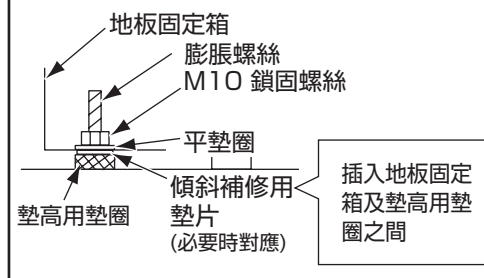 地板固定箱
膨脹螺絲
M10 鎖固螺絲
平墊圈
傾斜補修用
墊片
(必要時對應)
墊高用墊圈
插入地板固定
箱及墊高用墊
圈之間